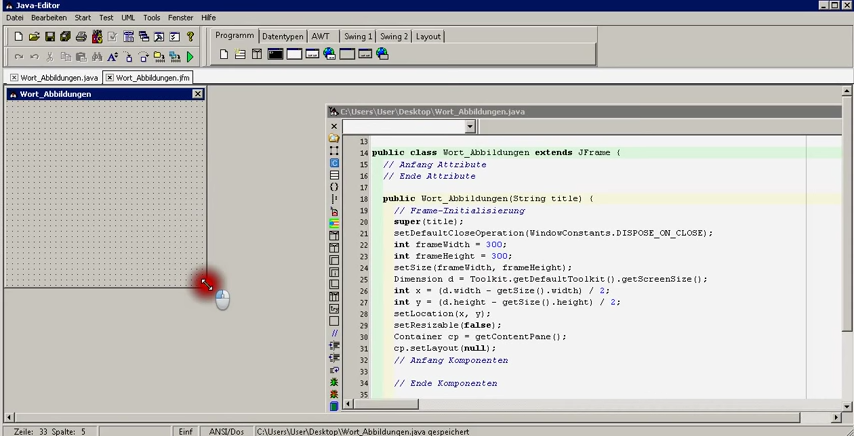 Java-Editor
Datei Bearbeiten Start Test UML Tools Fenster Hilfe
Programm Datentypen AWT Swing 1 Swing 2 Layout
Wort_Abbildungen.java Wort_Abbildungen.jfm
Wort_Abbildungen
C:\Users\User\Desktop\Wort_Abbildungen.java
13
14 public class Wort_Abbildungen extends JFrame {
15 // Anfang Attribute
16 // Ende Attribute
17
18 public Wort_Abbildungen(String title) {
19 // Frame-Initialisierung
20 super(title);
21 setDefaultCloseOperation(WindowConstants.DISPOSE_ON_CLOSE);
22 int frameWidth = 300;
23 int frameHeight = 300;
24 setSize(frameWidth, frameHeight);
25 Dimension d = Toolkit.getDefaultToolkit().getScreenSize();
26 int x = (d.width - getSize().width) / 2;
27 int y = (d.height - getSize().height) / 2;
28 setLocation(x, y);
29 setResizable(false);
30 Container cp = getContentPane();
31 cp.setLayout(null);
32 // Anfang Komponenten
33
34 // Ende Komponenten
35
Zeile: 33 Spalte: 5 Einf ANSI/Dos C:\Users\User\Desktop\Wort_Abbildungen.java gespeichert